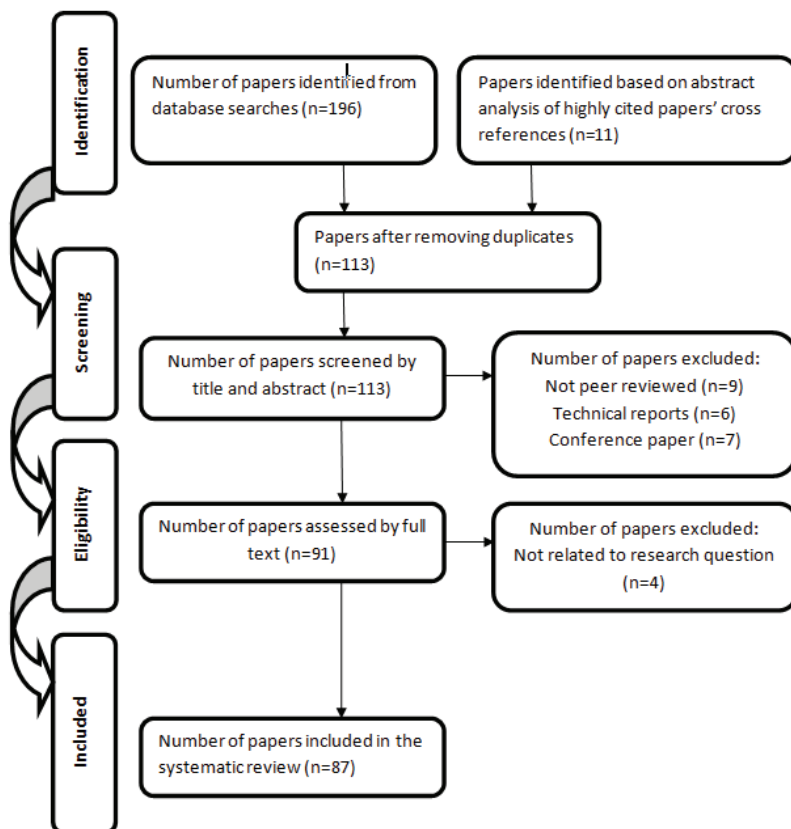 Identification
Number of papers identified from
database searches (n=196)
Papers identified based on abstract
analysis of highly cited papers' cross
references (n=11)
Papers after removing duplicates
(n=113)
Screening
Number of papers screened by
title and abstract (n=113)
Number of papers excluded:
Not peer reviewed (n=9)
Technical reports (n=6)
Conference paper (n=7)
Eligibility
Number of papers assessed by full
text (n=91)
Number of papers excluded:
Not related to research question
(n=4)
Included
Number of papers included in the
systematic review (n=87)